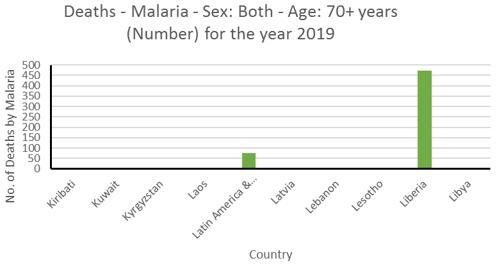 Deaths - Malaria - Sex: Both - Age: 70+ years
(Number) for the year 2019
No. of Deaths by Malaria
500
450
400
350
300
250
200
150
100
50
0
Kiribati
Kuwait
Kyrgyzstan
Laos
Latin America &...
Latvia
Lebanon
Lesotho
Liberia
Libya
Country